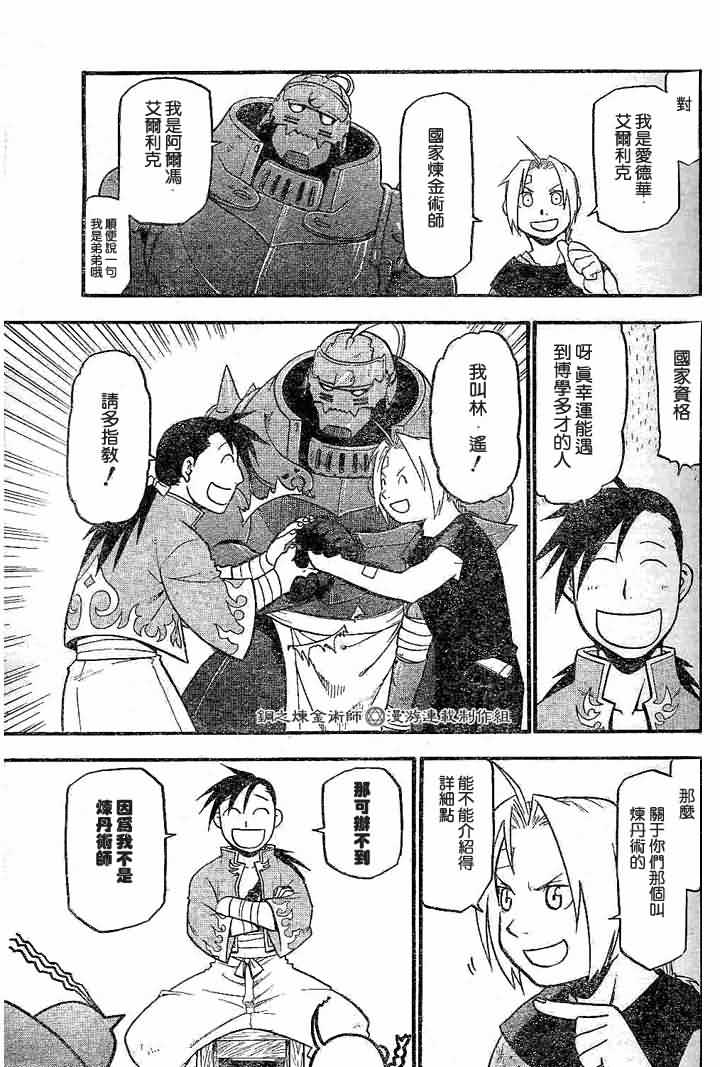 對
我是愛德華．
艾爾利克
國家煉金術師
我是阿爾馮．
艾爾利克
順便說一句
我是弟弟哦
國家資格
呀 真幸運能遇
到博學多才的人
我叫林．遙！
請多指教！
鋼之煉金術師 漫游連載制作組
那麼
關于你們那個叫
煉丹術的
能不能介紹得
詳細點
那可辦不到
因為我不是
煉丹術師